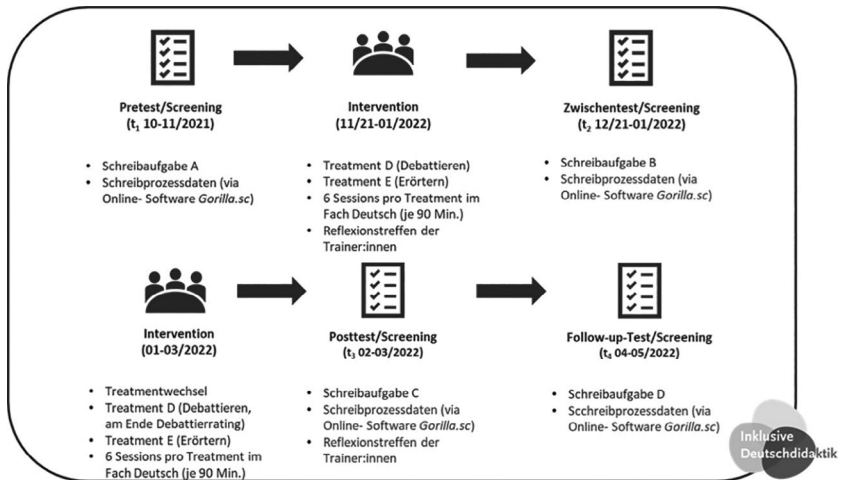 Pretest/Screening
(t₁ 10-11/2021)
• Schreibaufgabe A
• Schreibprozessdaten (via
Online- Software Gorilla.sc)
Intervention
(11/21-01/2022)
• Treatment D (Debattieren)
• Treatment E (Erörtern)
• 6 Sessions pro Treatment im
Fach Deutsch (je 90 Min.)
• Reflexionstreffen der
Trainer:innen
Zwischentest/Screening
(t₂ 12/21-01/2022)
• Schreibaufgabe B
• Schreibprozessdaten (via
Online- Software Gorilla.sc)
Intervention
(01-03/2022)
• Treatmentwechsel
• Treatment D (Debattieren,
am Ende Debattierrating)
• Treatment E (Erörtern)
• 6 Sessions pro Treatment im
Fach Deutsch (je 90 Min.)
Posttest/Screening
(t₃ 02-03/2022)
• Schreibaufgabe C
• Schreibprozessdaten (via
Online- Software Gorilla.sc)
• Reflexionstreffen der
Trainer:innen
Follow-up-Test/Screening
(t₄ 04-05/2022)
• Schreibaufgabe D
• Scchreibprozessdaten (via
Online- Software Gorilla.sc)
Inklusive
Deutschdidaktik